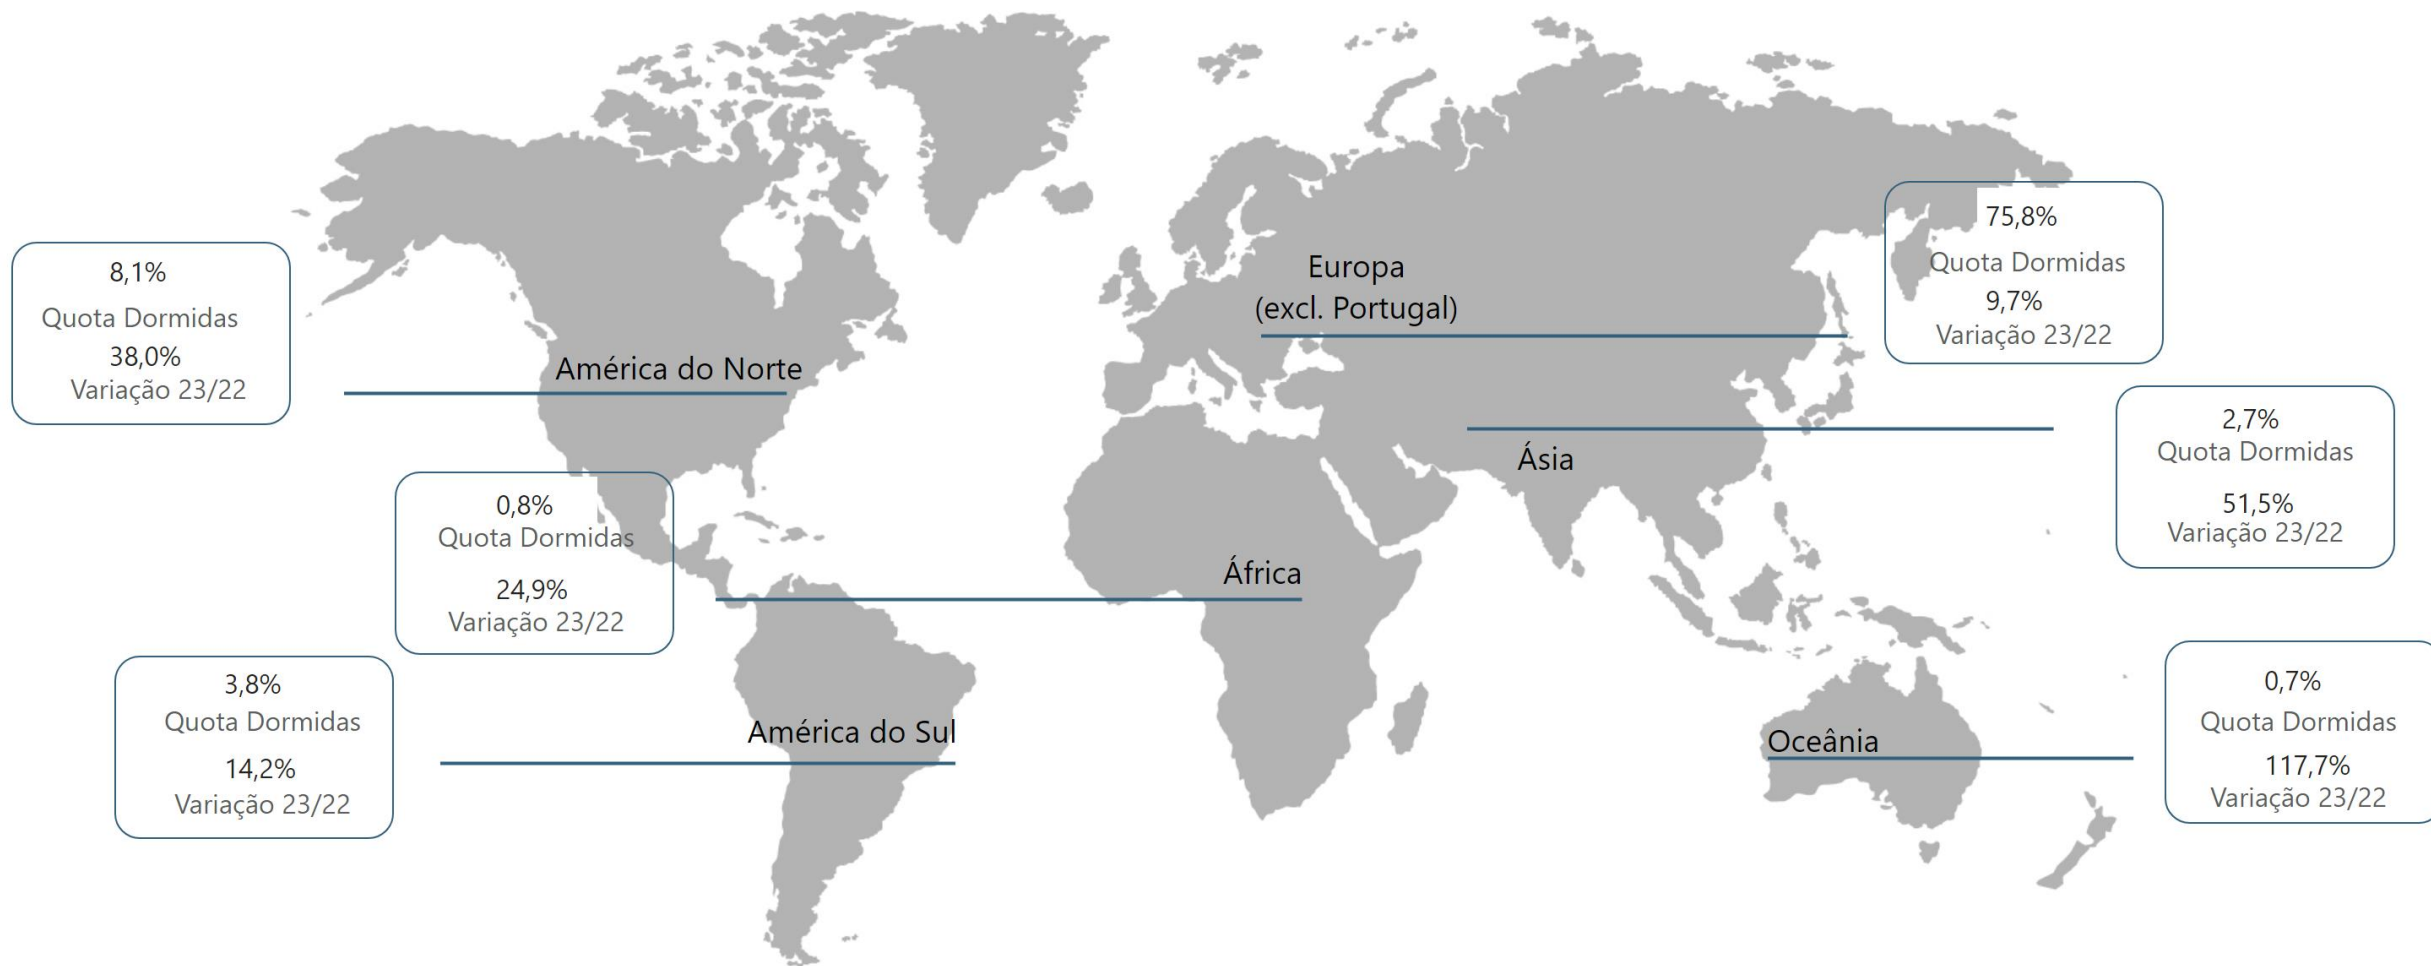 8,1%
Quota Dormidas
38,0%
Variação 23/22
América do Norte
Europa
(excl. Portugal)
75,8%
Quota Dormidas
9,7%
Variação 23/22
2,7%
Quota Dormidas
51,5%
Variação 23/22
Ásia
0,8%
Quota Dormidas
24,9%
Variação 23/22
África
3,8%
Quota Dormidas
14,2%
Variação 23/22
América do Sul
Oceânia
0,7%
Quota Dormidas
117,7%
Variação 23/22